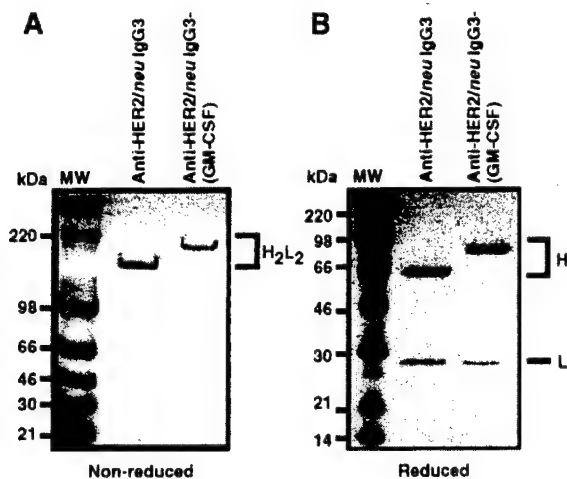 A
B
Anti-HER2/neu IgG3
Anti-HER2/neu IgG3-
(GM-CSF)
Anti-HER2/neu IgG3
Anti-HER2/neu IgG3-
(GM-CSF)
kDa MW
kDa MW
220
98
66
46
30
21
H2L2
220
98
66
46
30
21
14
H
L
Non-reduced
Reduced